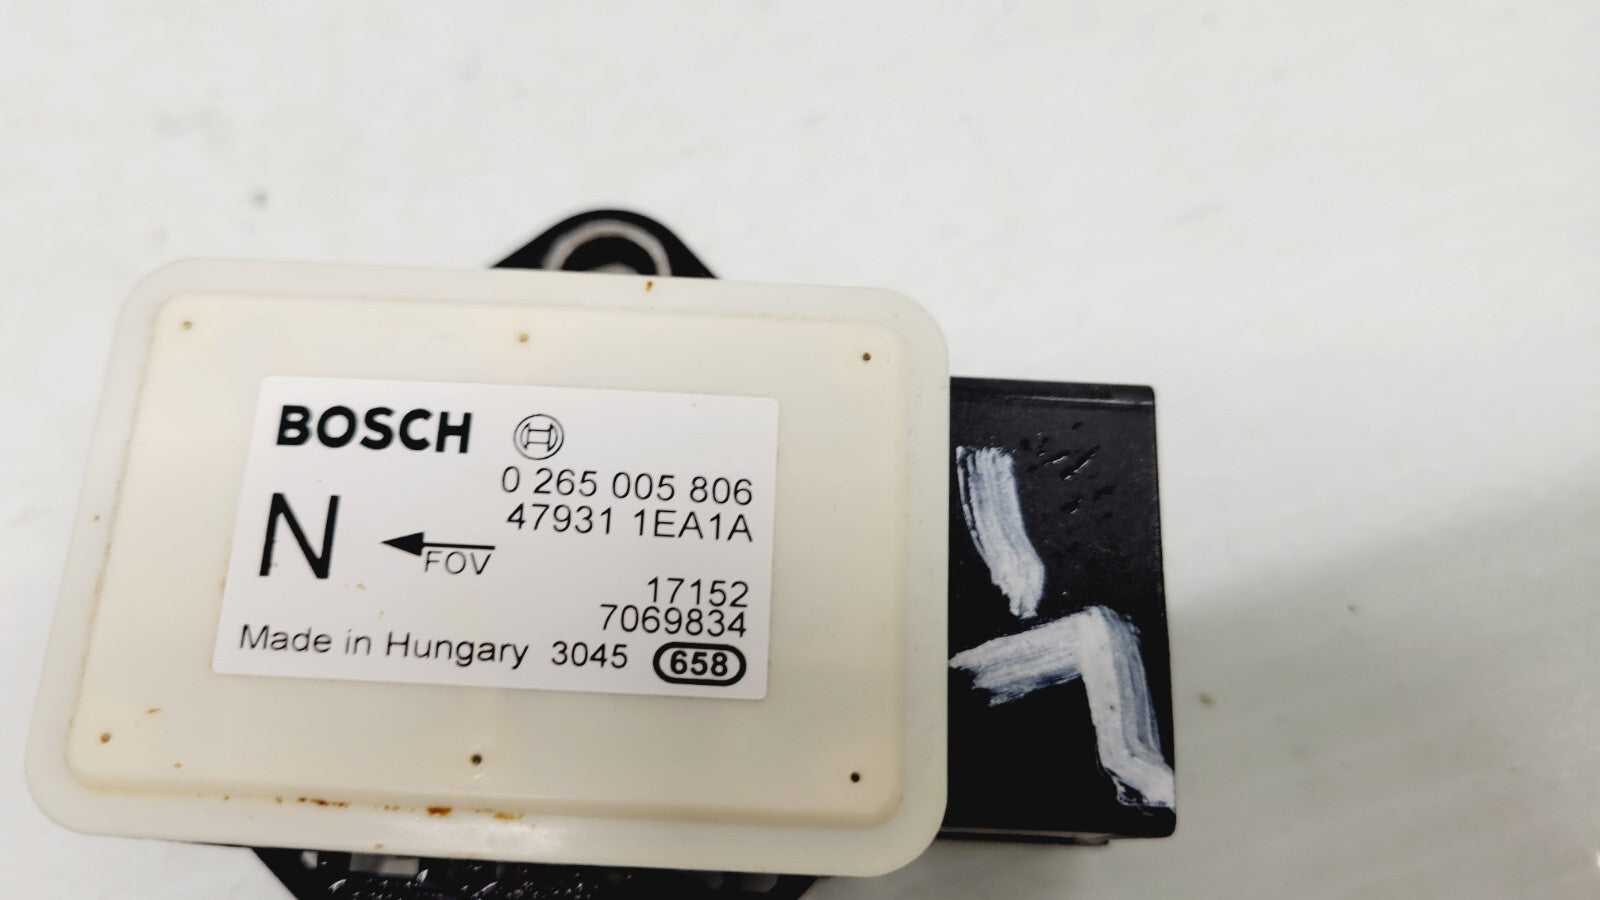 BOSCH
0 265 005 806
47931 1EA1A
N
FOV
17152
7069834
Made in Hungary 3045 658